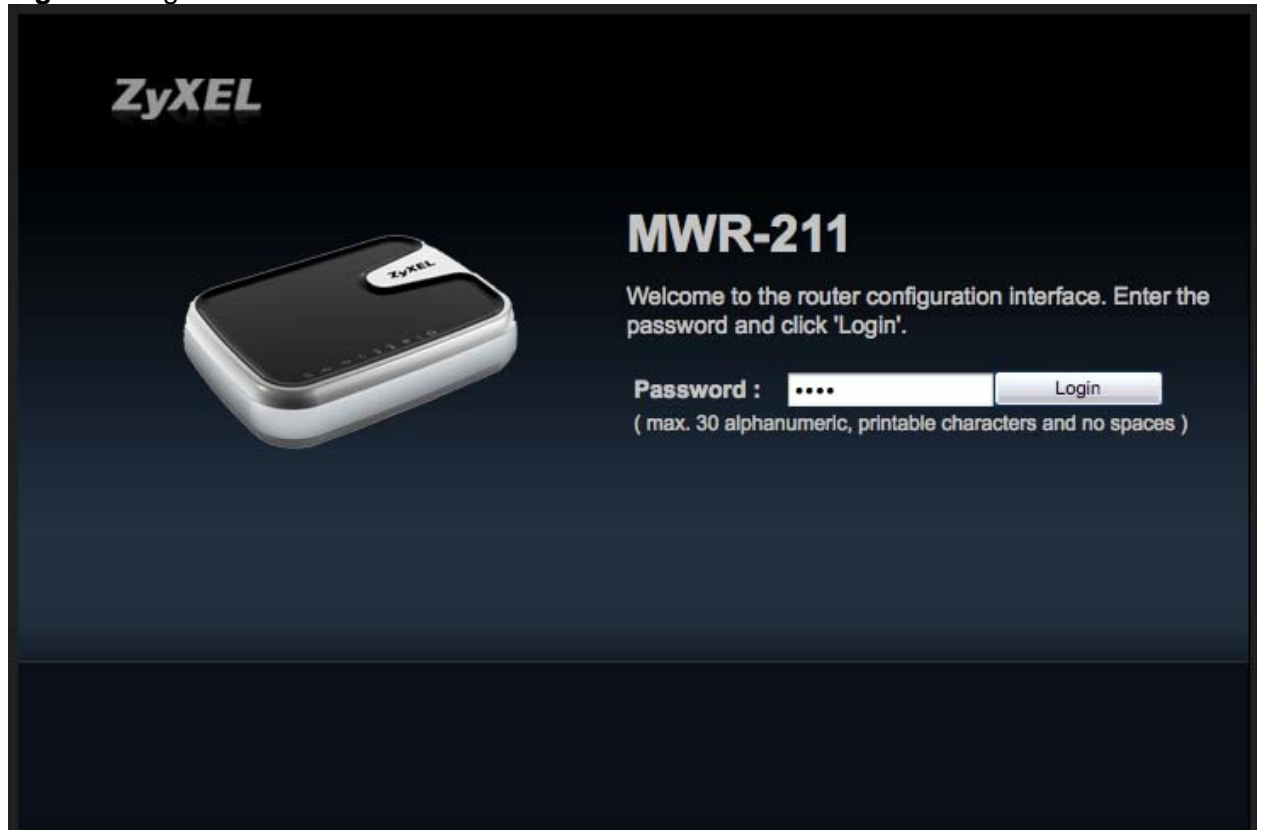 ZyXEL
ZyXEL
MWR-211
Welcome to the router configuration interface. Enter the
password and click 'Login'.
Password : •••• Login
( max. 30 alphanumeric, printable characters and no spaces )